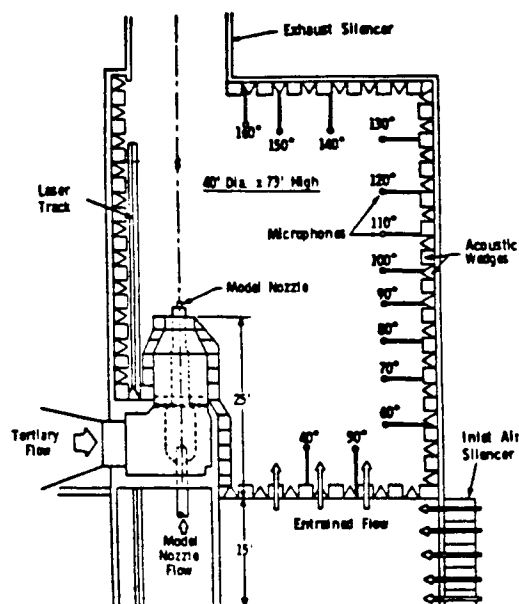 Exhaust Silencer
160°
150°
140°
130°
Laser
Track
40' Dia. x 73' High
120°
110°
Microphones
100°
Acoustic
Wedges
Model Nozzle
90°
80°
25'
70°
60°
Tertiary
Flow
40°
50°
Inlet Air
Silencer
Entrained Flow
Model
Nozzle
Flow
15'